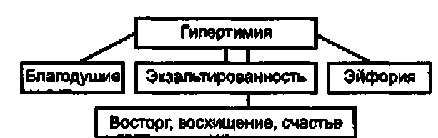 Гипертимия
Благодушие
Экзальтированность
Эйфория
Восторг, восхищение, счастье